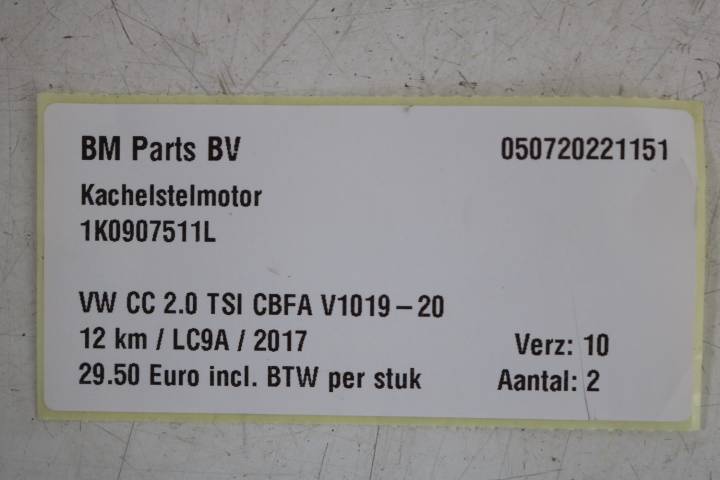 BM Parts BV 050720221151
Kachelstelmotor
1K0907511L
VW CC 2.0 TSI CBFA V1019-20
12 km / LC9A / 2017 Verz: 10
29.50 Euro incl. BTW per stuk Aantal: 2